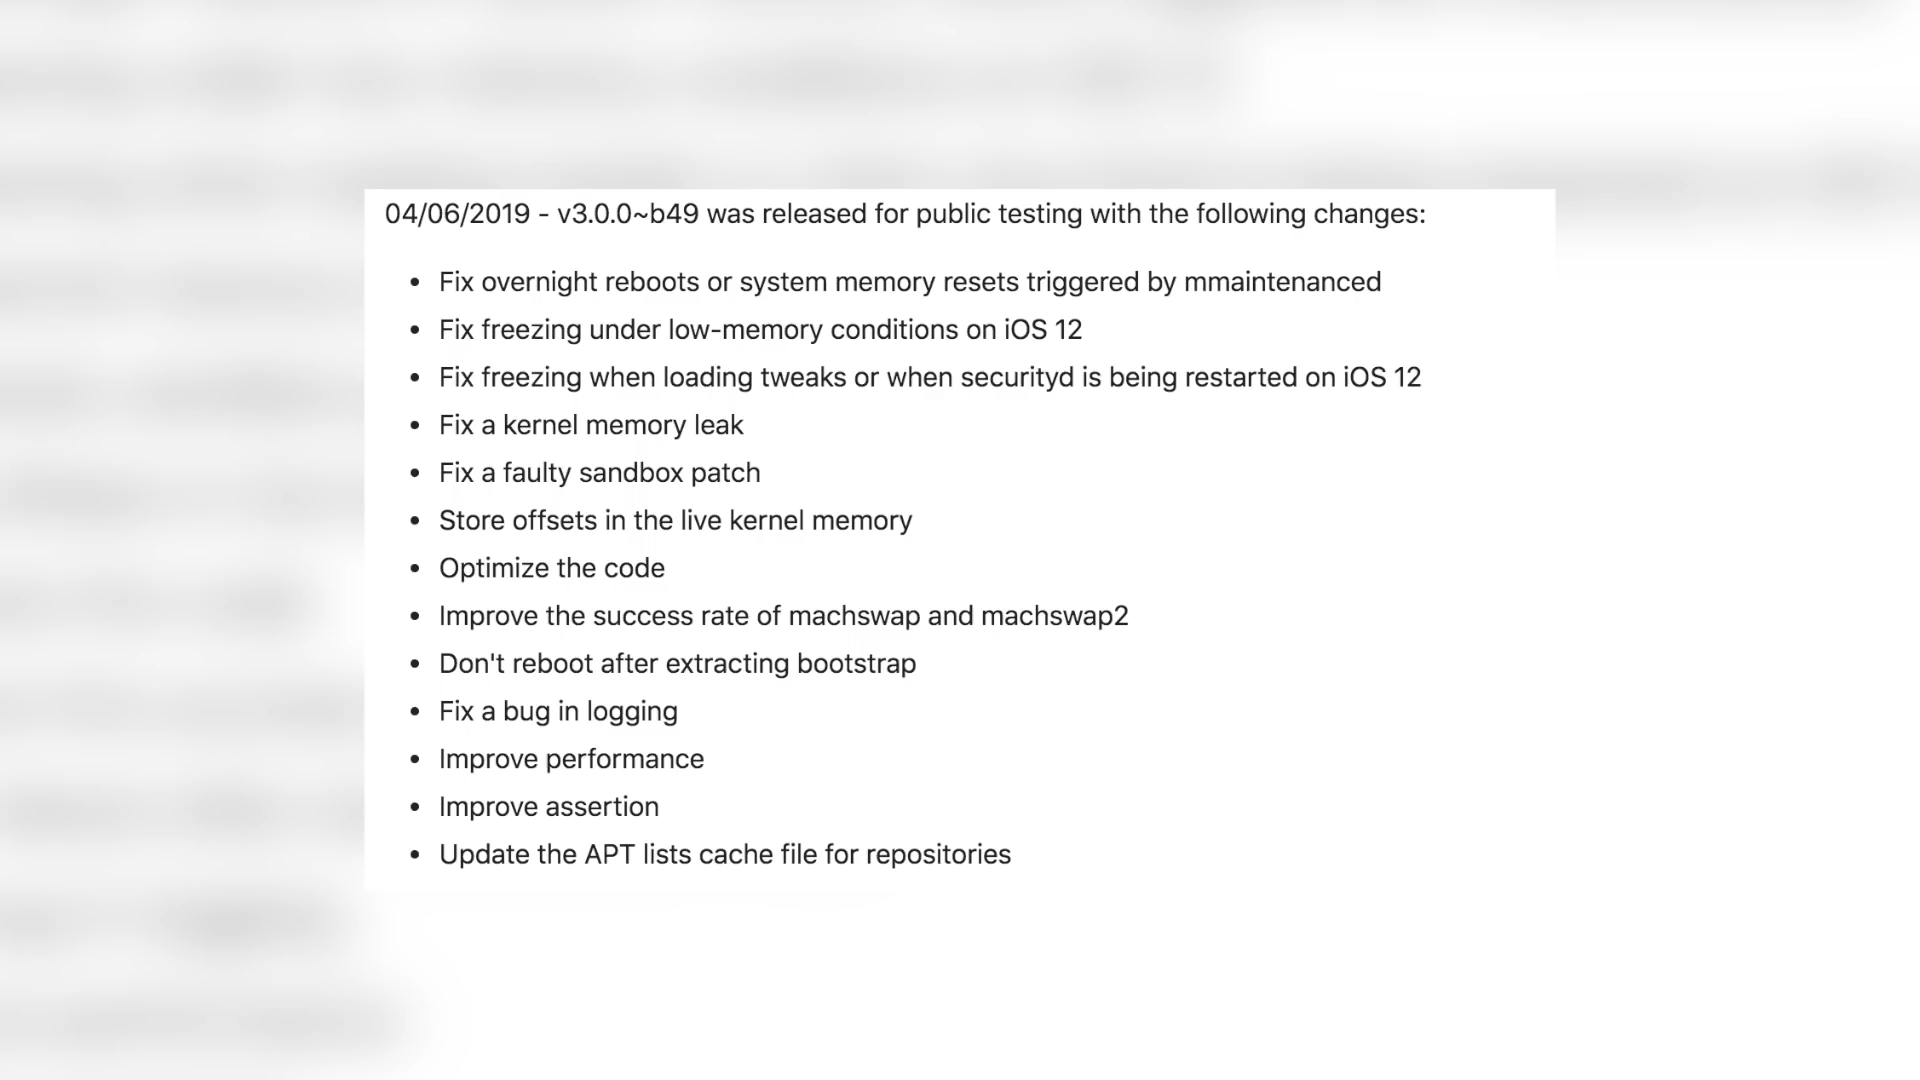 04/06/2019 - v3.0.0~b49 was released for public testing with the following changes:
• Fix overnight reboots or system memory resets triggered by mmaintenanced
• Fix freezing under low-memory conditions on iOS 12
• Fix freezing when loading tweaks or when securityd is being restarted on iOS 12
• Fix a kernel memory leak
• Fix a faulty sandbox patch
• Store offsets in the live kernel memory
• Optimize the code
• Improve the success rate of machswap and machswap2
• Don't reboot after extracting bootstrap
• Fix a bug in logging
• Improve performance
• Improve assertion
• Update the APT lists cache file for repositories